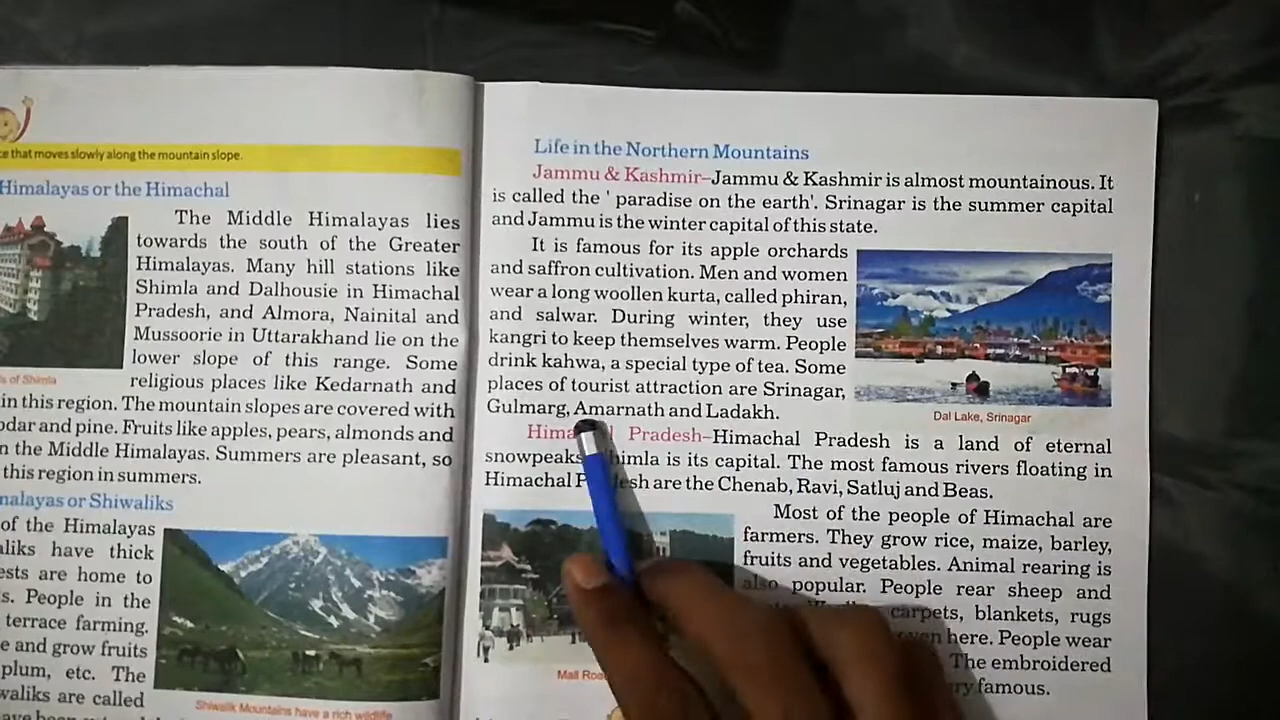 ce that moves slowly along the mountain slope.
Himalayas or the Himachal
The Middle Himalayas lies
towards the south of the Greater
Himalayas. Many hill stations like
Shimla and Dalhousie in Himachal
Pradesh, and Almora, Nainital and
Mussoorie in Uttarakhand lie on the
lower slope of this range. Some
religious places like Kedarnath and
in this region. The mountain slopes are covered with
odar and pine. Fruits like apples, pears, almonds and
n the Middle Himalayas. Summers are pleasant, so
this region in summers.
s of Shimla
malayas or Shiwaliks
of the Himalayas
aliks have thick
ests are home to
s. People in the
terrace farming.
e and grow fruits
plum, etc. The
waliks are called
Shiwalik Mountains have a rich wildlife
Life in the Northern Mountains
Jammu & Kashmir–Jammu & Kashmir is almost mountainous. It
is called the ' paradise on the earth'. Srinagar is the summer capital
and Jammu is the winter capital of this state.
It is famous for its apple orchards
and saffron cultivation. Men and women
wear a long woollen kurta, called phiran,
and salwar. During winter, they use
kangri to keep themselves warm. People
drink kahwa, a special type of tea. Some
places of tourist attraction are Srinagar,
Gulmarg, Amarnath and Ladakh.
Dal Lake, Srinagar
Pradesh–Himachal Pradesh is a land of eternal
snowpeaks is its capital. The most famous rivers floating in
Himachal are the Chenab, Ravi, Satluj and Beas.
Most of the people of Himachal are
farmers. They grow rice, maize, barley,
fruits and vegetables. Animal rearing is
also popular. People rear sheep and
carpets, blankets, rugs
here. People wear
The embroidered
famous.
Mall